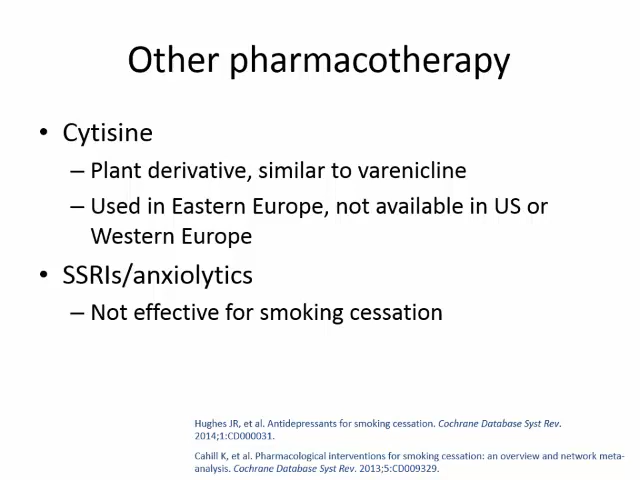 Other pharmacotherapy
• Cytisine
– Plant derivative, similar to varenicline
– Used in Eastern Europe, not available in US or
Western Europe
• SSRIs/anxiolytics
– Not effective for smoking cessation
Hughes JR, et al. Antidepressants for smoking cessation. Cochrane Database Syst Rev.
2014;1:CD000031.
Cahill K, et al. Pharmacological interventions for smoking cessation: an overview and network meta-
analysis. Cochrane Database Syst Rev. 2013;5:CD009329.